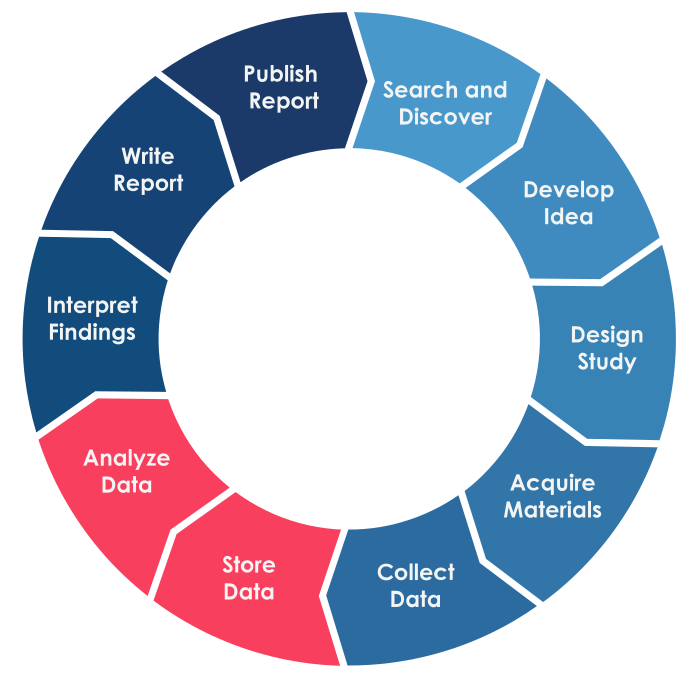 Publish
Report
Search and
Discover
Develop
Idea
Design
Study
Acquire
Materials
Collect
Data
Store
Data
Analyze
Data
Interpret
Findings
Write
Report